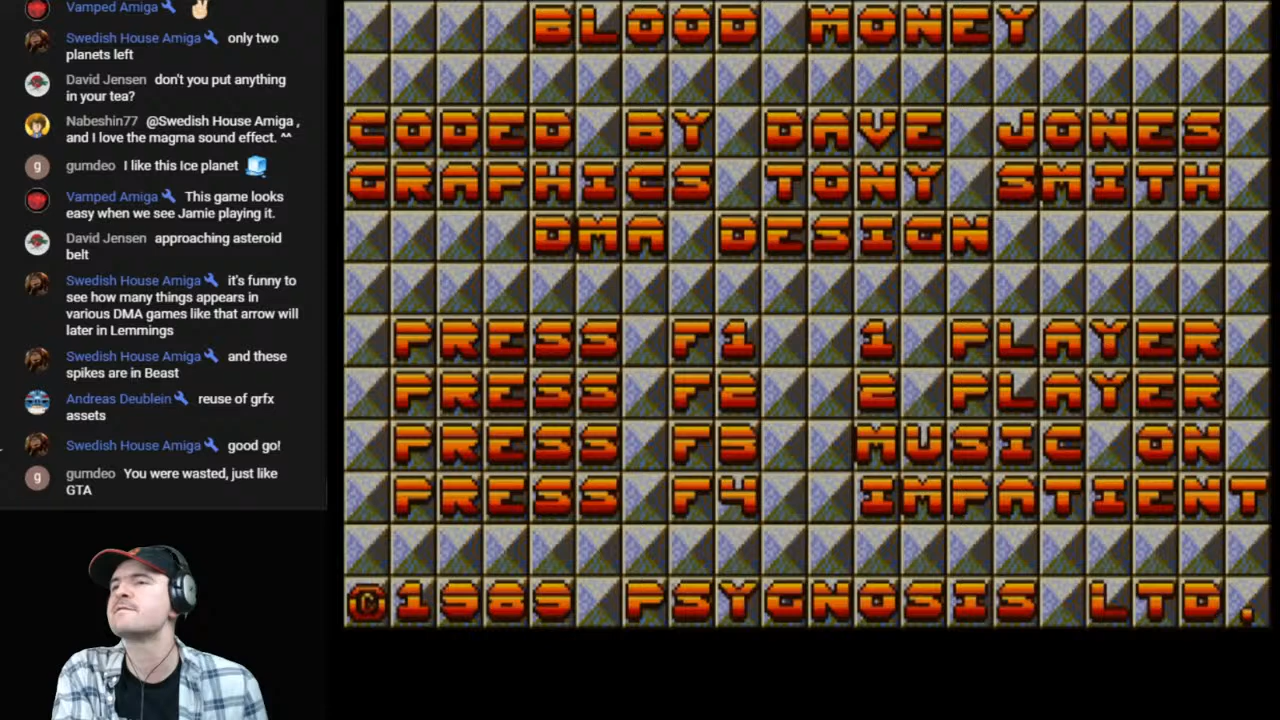 Vamped Amiga
Swedish House Amiga only two
planets left
David Jensen don't you put anything
in your tea?
Nabeshin77 @Swedish House Amiga ,
and I love the magma sound effect. ^^
g gumdeo I like this Ice planet
Vamped Amiga This game looks
easy when we see Jamie playing it.
David Jensen approaching asteroid
belt
Swedish House Amiga it's funny to
see how many things appears in
various DMA games like that arrow will
later in Lemmings
Swedish House Amiga and these
spikes are in Beast
Andreas Deublein reuse of grfx
assets
Swedish House Amiga good go!
g gumdeo You were wasted, just like
GTA
BLOOD MONEY
CODED BY DAVE JONES
GRAPHICS TONY SMITH
DMA DESIGN
PRESS F1 1 PLAYER
PRESS F2 2 PLAYER
PRESS F3 MUSIC ON
PRESS F4 IMPATIENT
©1989 PSYGNOSIS LTD.